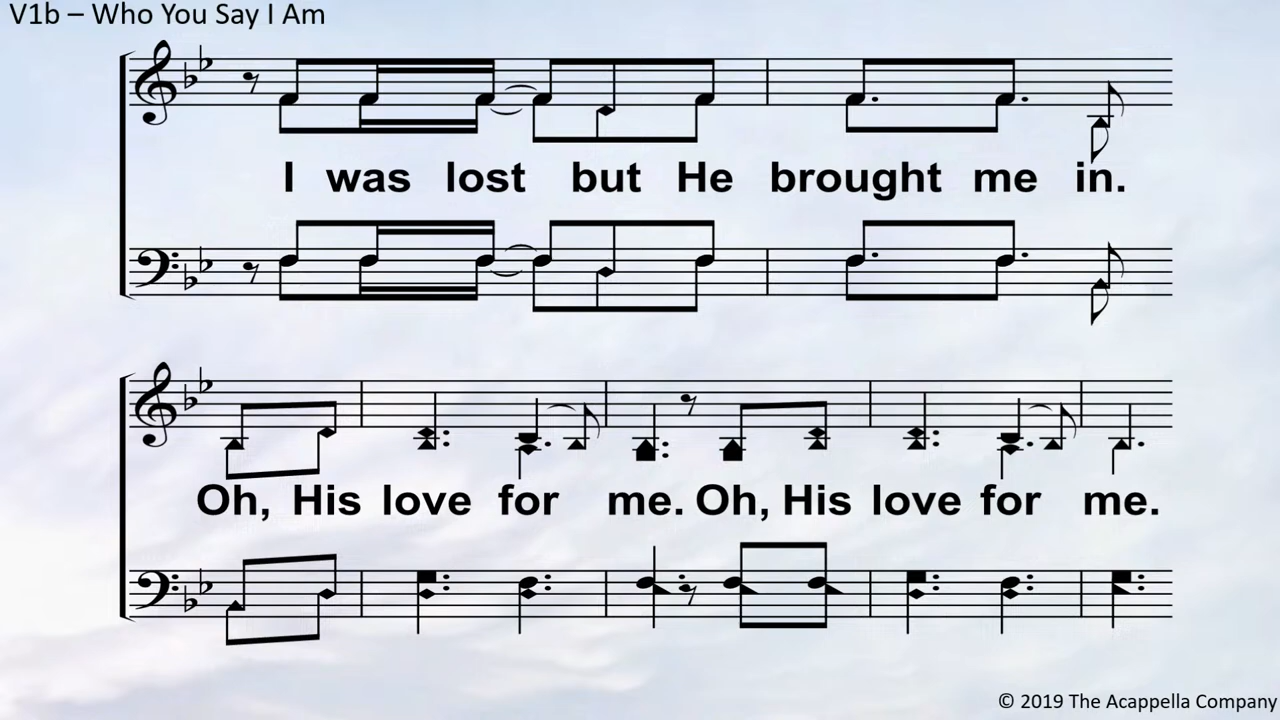 V1b – Who You Say I Am
I was lost but He brought me in.
Oh, His love for me. Oh, His love for me.
© 2019 The Acappella Company